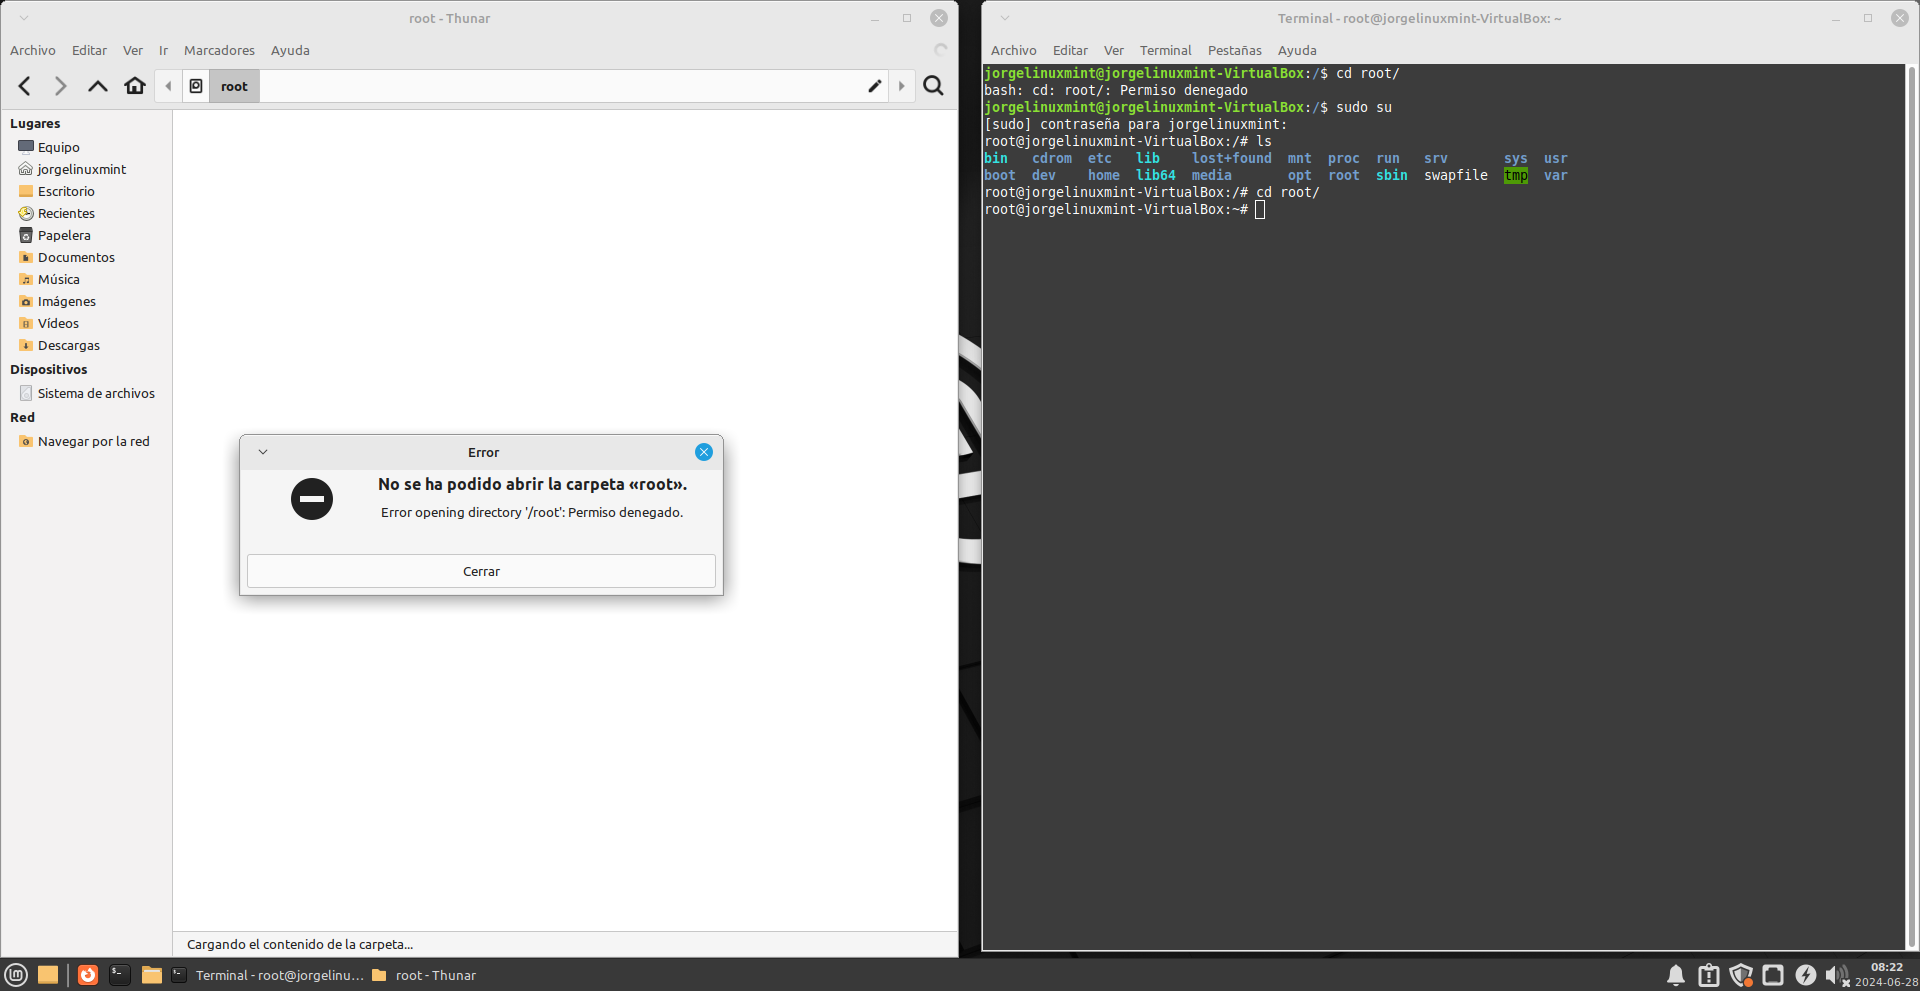 root - Thunar
Archivo Editar Ver Ir Marcadores Ayuda
root
Lugares
Equipo
jorgelinuxmint
Escritorio
Recientes
Papelera
Documentos
Música
Imágenes
Vídeos
Descargas
Dispositivos
Sistema de archivos
Red
Navegar por la red
Error
No se ha podido abrir la carpeta «root».
Error opening directory '/root': Permiso denegado.
Cerrar
Cargando el contenido de la carpeta...
Terminal - root@jorgelinuxmint-VirtualBox: ~
Archivo Editar Ver Terminal Pestañas Ayuda
jorgelinuxmint@jorgelinuxmint-VirtualBox:/$ cd root/
bash: cd: root/: Permiso denegado
jorgelinuxmint@jorgelinuxmint-VirtualBox:/$ sudo su
[sudo] contraseña para jorgelinuxmint:
root@jorgelinuxmint-VirtualBox:/# ls
bin cdrom etc lib lost+found mnt proc run srv sys usr
boot dev home lib64 media opt root sbin swapfile tmp var
root@jorgelinuxmint-VirtualBox:/# cd root/
root@jorgelinuxmint-VirtualBox:~#
Terminal - root@jorgelinu... root - Thunar
08:22
2024-06-28